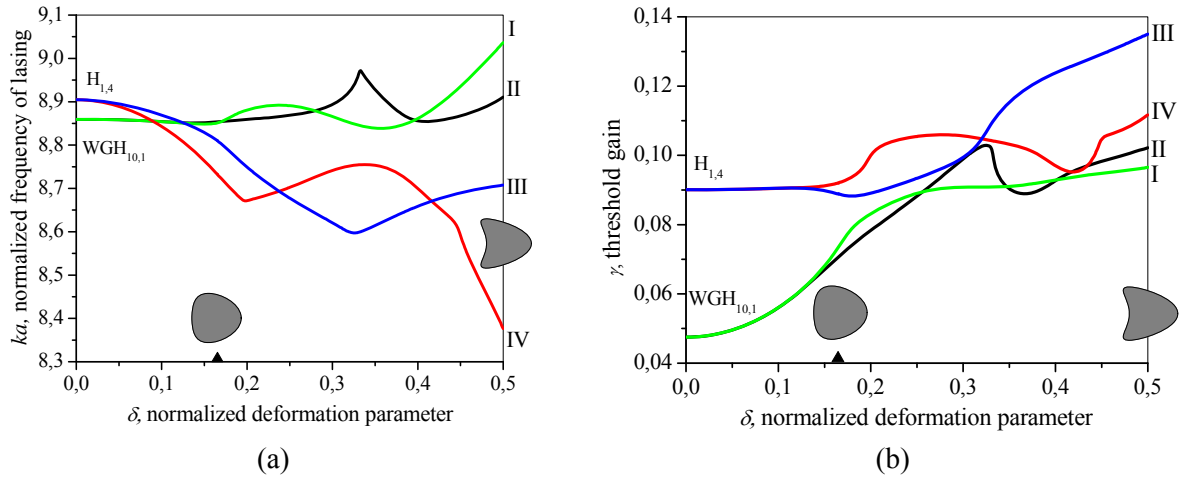 9,1
9,0
8,9
8,8
8,7
8,6
8,5
8,4
8,3
ka, normalized frequency of lasing
H1,4
WGH10,1
I
II
III
IV
0,0 0,1 0,2 0,3 0,4 0,5
δ, normalized deformation parameter
(a)
0,14
0,12
0,10
0,08
0,06
0,04
γ, threshold gain
H1,4
WGH10,1
III
IV
II
I
0,0 0,1 0,2 0,3 0,4 0,5
δ, normalized deformation parameter
(b)